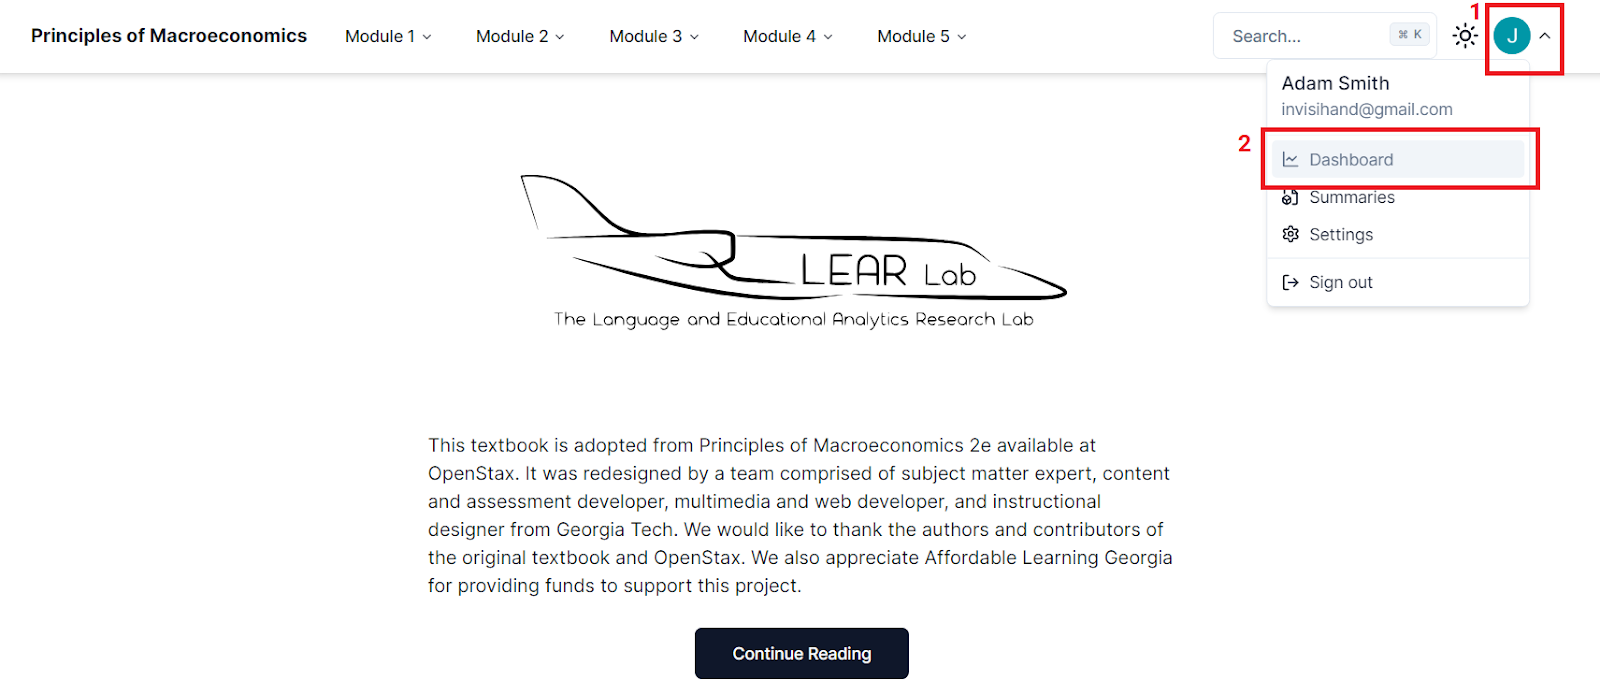 Principles of Macroeconomics Module 1 Module 2 Module 3 Module 4 Module 5 Search... ⌘ K 1 J
Adam Smith
invisihand@gmail.com
2 Dashboard
Summaries
Settings
Sign out
LEAR Lab
The Language and Educational Analytics Research Lab
This textbook is adopted from Principles of Macroeconomics 2e available at
OpenStax. It was redesigned by a team comprised of subject matter expert, content
and assessment developer, multimedia and web developer, and instructional
designer from Georgia Tech. We would like to thank the authors and contributors of
the original textbook and OpenStax. We also appreciate Affordable Learning Georgia
for providing funds to support this project.
Continue Reading